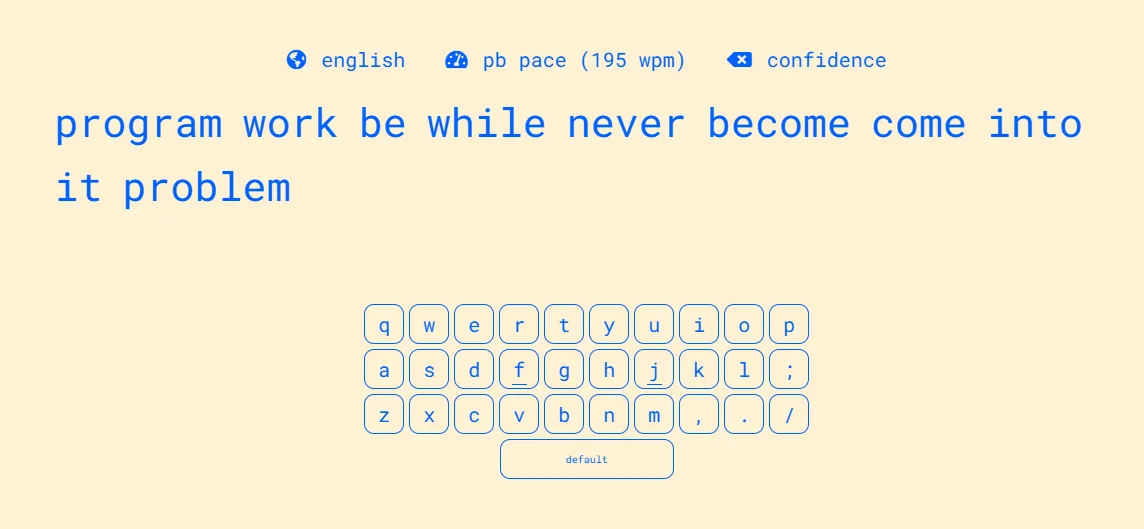 english pb pace (195 wpm) confidence
program work be while never become come into
it problem
q w e r t y u i o p
a s d f g h j k l ;
z x c v b n m , . /
default